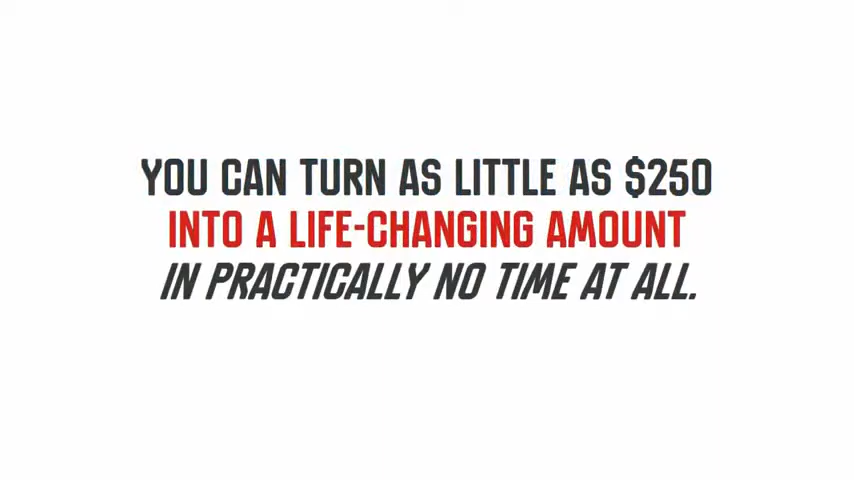 YOU CAN TURN AS LITTLE AS $250
INTO A LIFE-CHANGING AMOUNT
IN PRACTICALLY NO TIME AT ALL.